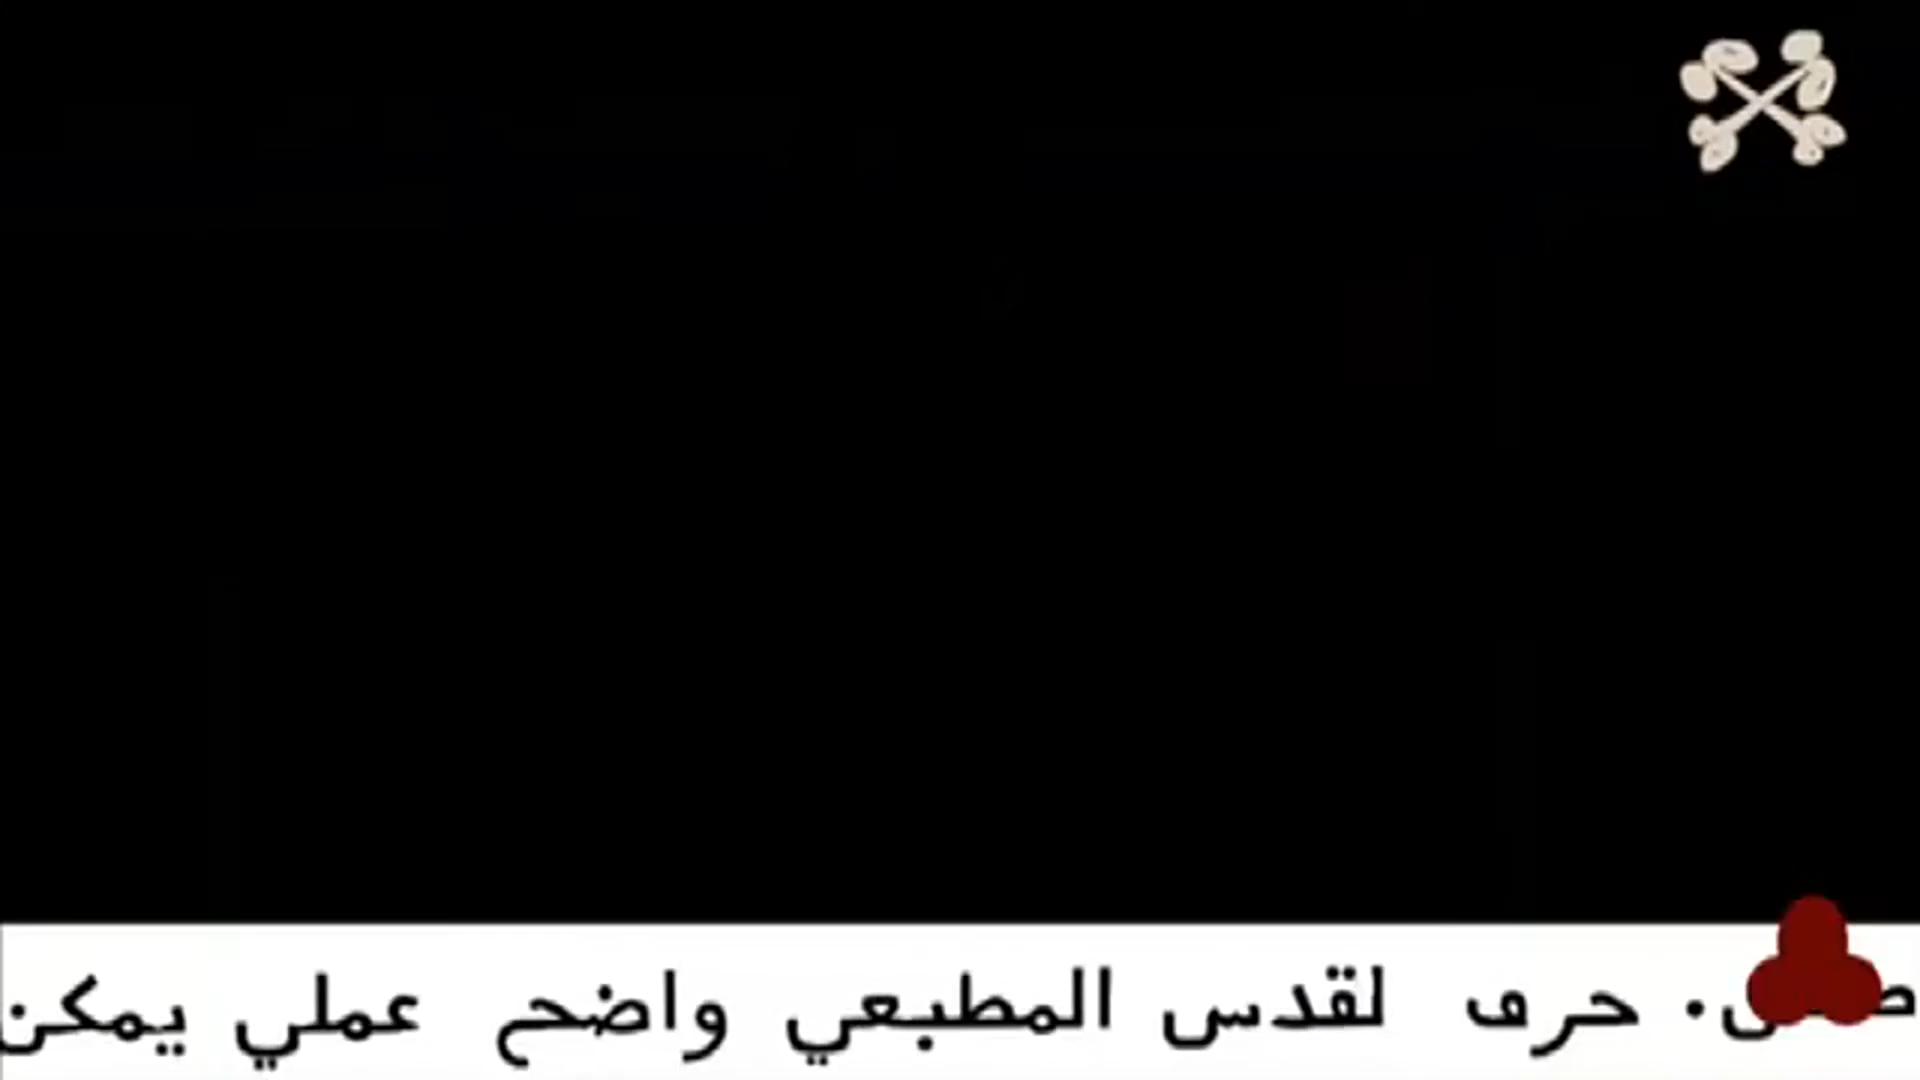 . حرف لقدس المطبعي واضح عملي يمكن